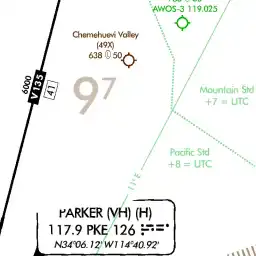 AWOS-3 119.025
Chemehuevi Valley
(49X)
638 50
6000
V135
41
97
Mountain Std
+7 = UTC
Pacific Std
+8 = UTC
11°E
PARKER (VH) (H)
117.9 PKE 126
N34°06.12' W114°40.92'